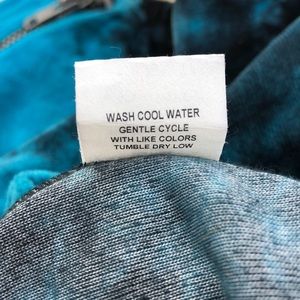 WASH COOL WATER
GENTLE CYCLE
WITH LIKE COLORS
TUMBLE DRY LOW